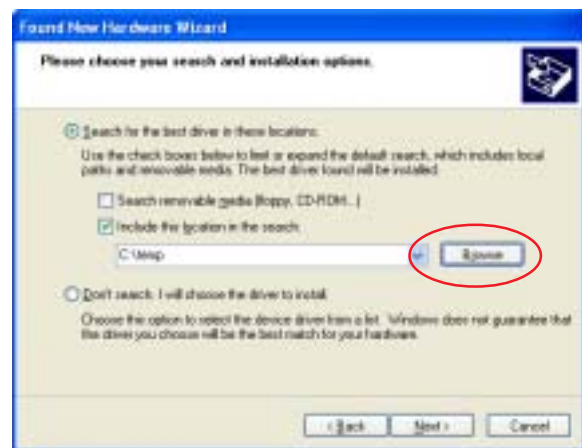 Found New Hardware Wizard
Please choose your search and installation options.
Search for the best driver in these locations.
Use the check boxes below to limit or expand the default search, which includes local
paths and removable media. The best driver found will be installed.
Search removable media (floppy, CD-ROM...)
Include this location in the search:
C:\temp
Browse
Don't search. I will choose the driver to install.
Choose this option to select the device driver from a list. Windows does not guarantee that
the driver you choose will be the best match for your hardware.
< Back
Next >
Cancel